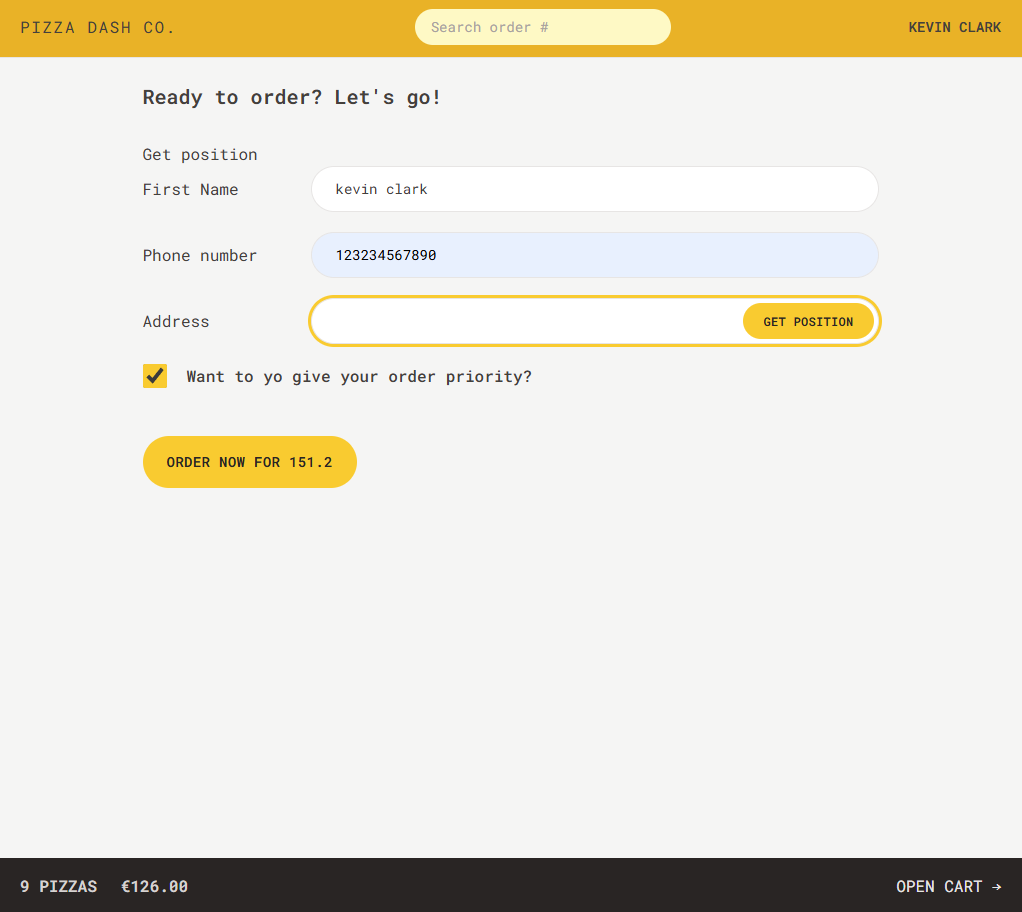 PIZZA DASH CO. Search order # KEVIN CLARK
Ready to order? Let's go!
Get position
First Name kevin clark
Phone number 123234567890
Address GET POSITION
Want to yo give your order priority?
ORDER NOW FOR 151.2
9 PIZZAS €126.00 OPEN CART →